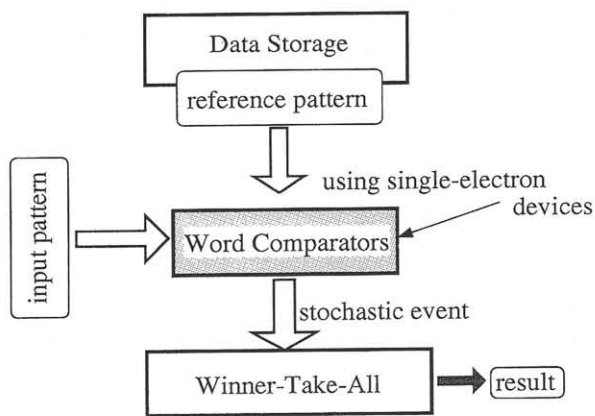 Data Storage
reference pattern
using single-electron
devices
input pattern
Word Comparators
stochastic event
Winner-Take-All
result